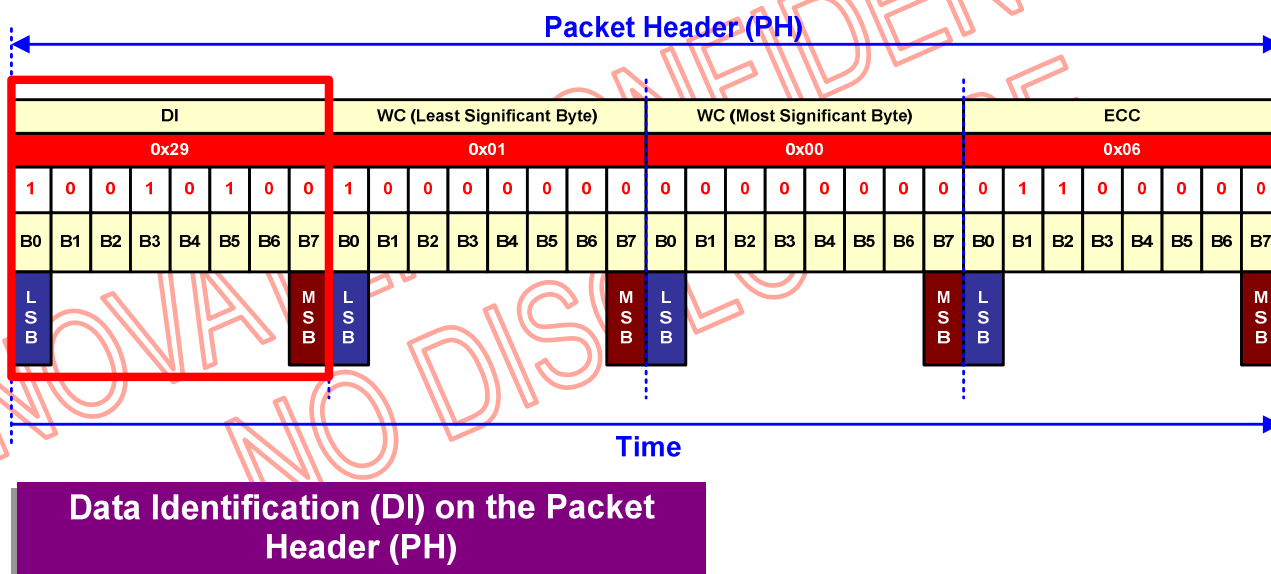 Packet Header (PH)
DI WC (Least Significant Byte) WC (Most Significant Byte) ECC
0x29 0x01 0x00 0x06
1 0 0 1 0 1 0 0 1 0 0 0 0 0 0 0 0 0 0 0 0 0 0 0 0 1 1 0 0 0 0 0
B0 B1 B2 B3 B4 B5 B6 B7 B0 B1 B2 B3 B4 B5 B6 B7 B0 B1 B2 B3 B4 B5 B6 B7 B0 B1 B2 B3 B4 B5 B6 B7
LSB MSB LSB MSB LSB MSB LSB MSB
NO DISCLO
Time
Data Identification (DI) on the Packet
Header (PH)